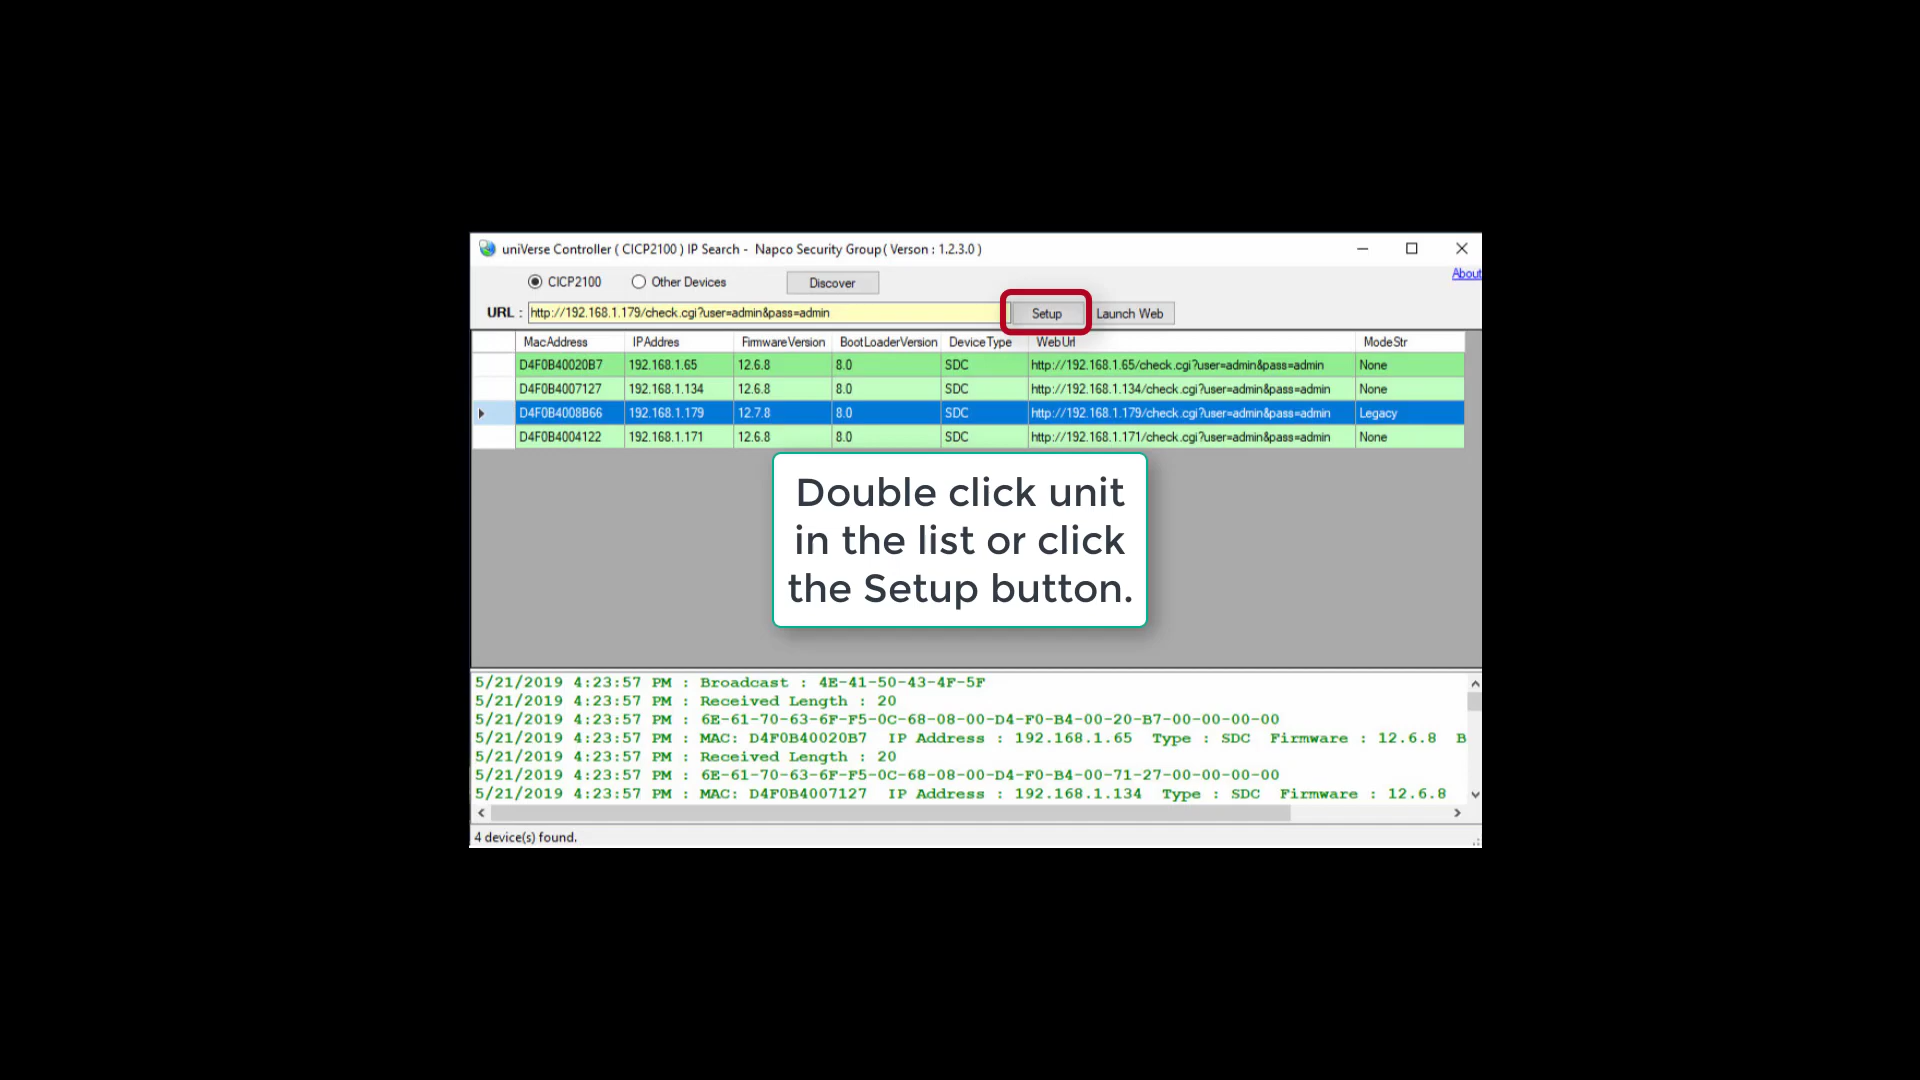 uniVerse Controller ( CICP2100 ) IP Search - Napco Security Group( Verson : 1.2.3.0 )
About
CICP2100 Other Devices Discover
URL : http://192.168.1.179/check.cgi?user=admin&pass=admin Setup Launch Web
MacAddress IPAddres FirmwareVersion BootLoaderVersion DeviceType WebUrl ModeStr
D4F0B40020B7 192.168.1.65 12.6.8 8.0 SDC http://192.168.1.65/check.cgi?user=admin&pass=admin None
D4F0B4007127 192.168.1.134 12.6.8 8.0 SDC http://192.168.1.134/check.cgi?user=admin&pass=admin None
D4F0B4008B66 192.168.1.179 12.7.8 8.0 SDC http://192.168.1.179/check.cgi?user=admin&pass=admin Legacy
D4F0B4004122 192.168.1.171 12.6.8 8.0 SDC http://192.168.1.171/check.cgi?user=admin&pass=admin None
Double click unit
in the list or click
the Setup button.
5/21/2019 4:23:57 PM : Broadcast : 4E-41-50-43-4F-5F
5/21/2019 4:23:57 PM : Received Length : 20
5/21/2019 4:23:57 PM : 6E-61-70-63-6F-F5-0C-68-08-00-D4-F0-B4-00-20-B7-00-00-00-00
5/21/2019 4:23:57 PM : MAC: D4F0B40020B7 IP Address : 192.168.1.65 Type : SDC Firmware : 12.6.8 B
5/21/2019 4:23:57 PM : Received Length : 20
5/21/2019 4:23:57 PM : 6E-61-70-63-6F-F5-0C-68-08-00-D4-F0-B4-00-71-27-00-00-00-00
5/21/2019 4:23:57 PM : MAC: D4F0B4007127 IP Address : 192.168.1.134 Type : SDC Firmware : 12.6.8
4 device(s) found.